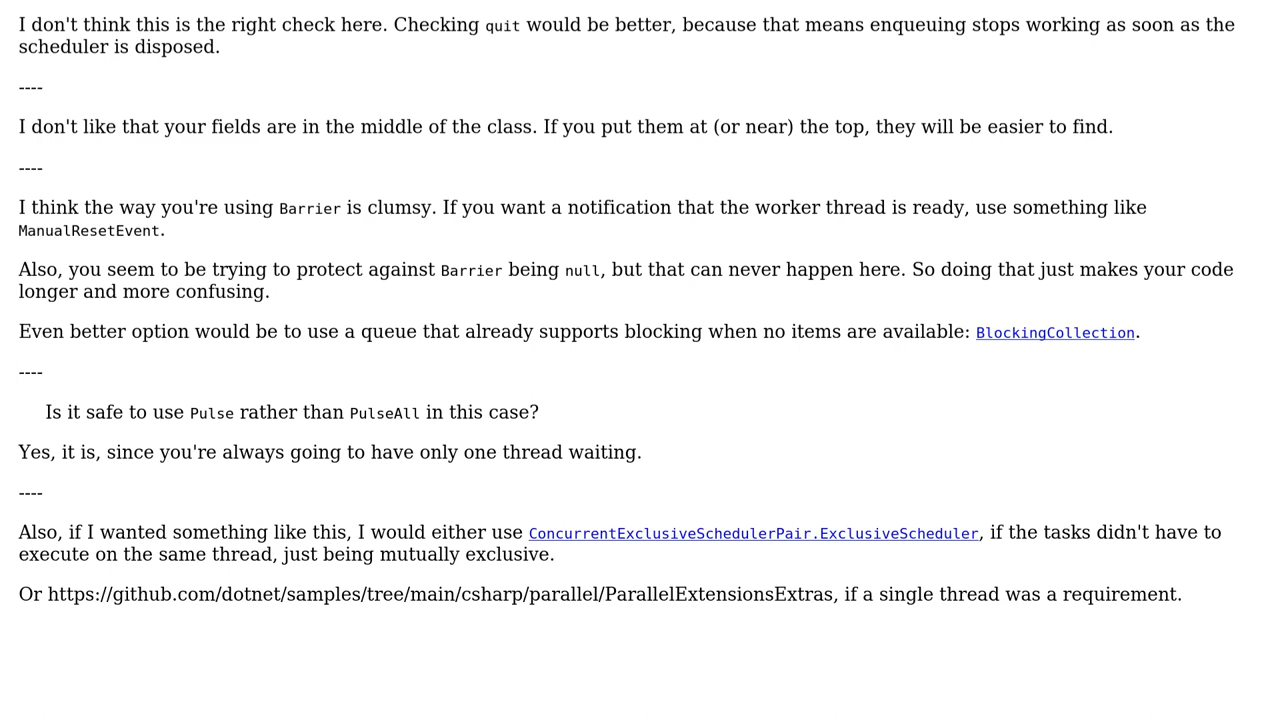 I don't think this is the right check here. Checking quit would be better, because that means enqueuing stops working as soon as the
scheduler is disposed.
----
I don't like that your fields are in the middle of the class. If you put them at (or near) the top, they will be easier to find.
----
I think the way you're using Barrier is clumsy. If you want a notification that the worker thread is ready, use something like
ManualResetEvent.
Also, you seem to be trying to protect against Barrier being null, but that can never happen here. So doing that just makes your code
longer and more confusing.
Even better option would be to use a queue that already supports blocking when no items are available: BlockingCollection.
----
Is it safe to use Pulse rather than PulseAll in this case?
Yes, it is, since you're always going to have only one thread waiting.
----
Also, if I wanted something like this, I would either use ConcurrentExclusiveSchedulerPair.ExclusiveScheduler, if the tasks didn't have to
execute on the same thread, just being mutually exclusive.
Or https://github.com/dotnet/samples/tree/main/csharp/parallel/ParallelExtensionsExtras, if a single thread was a requirement.